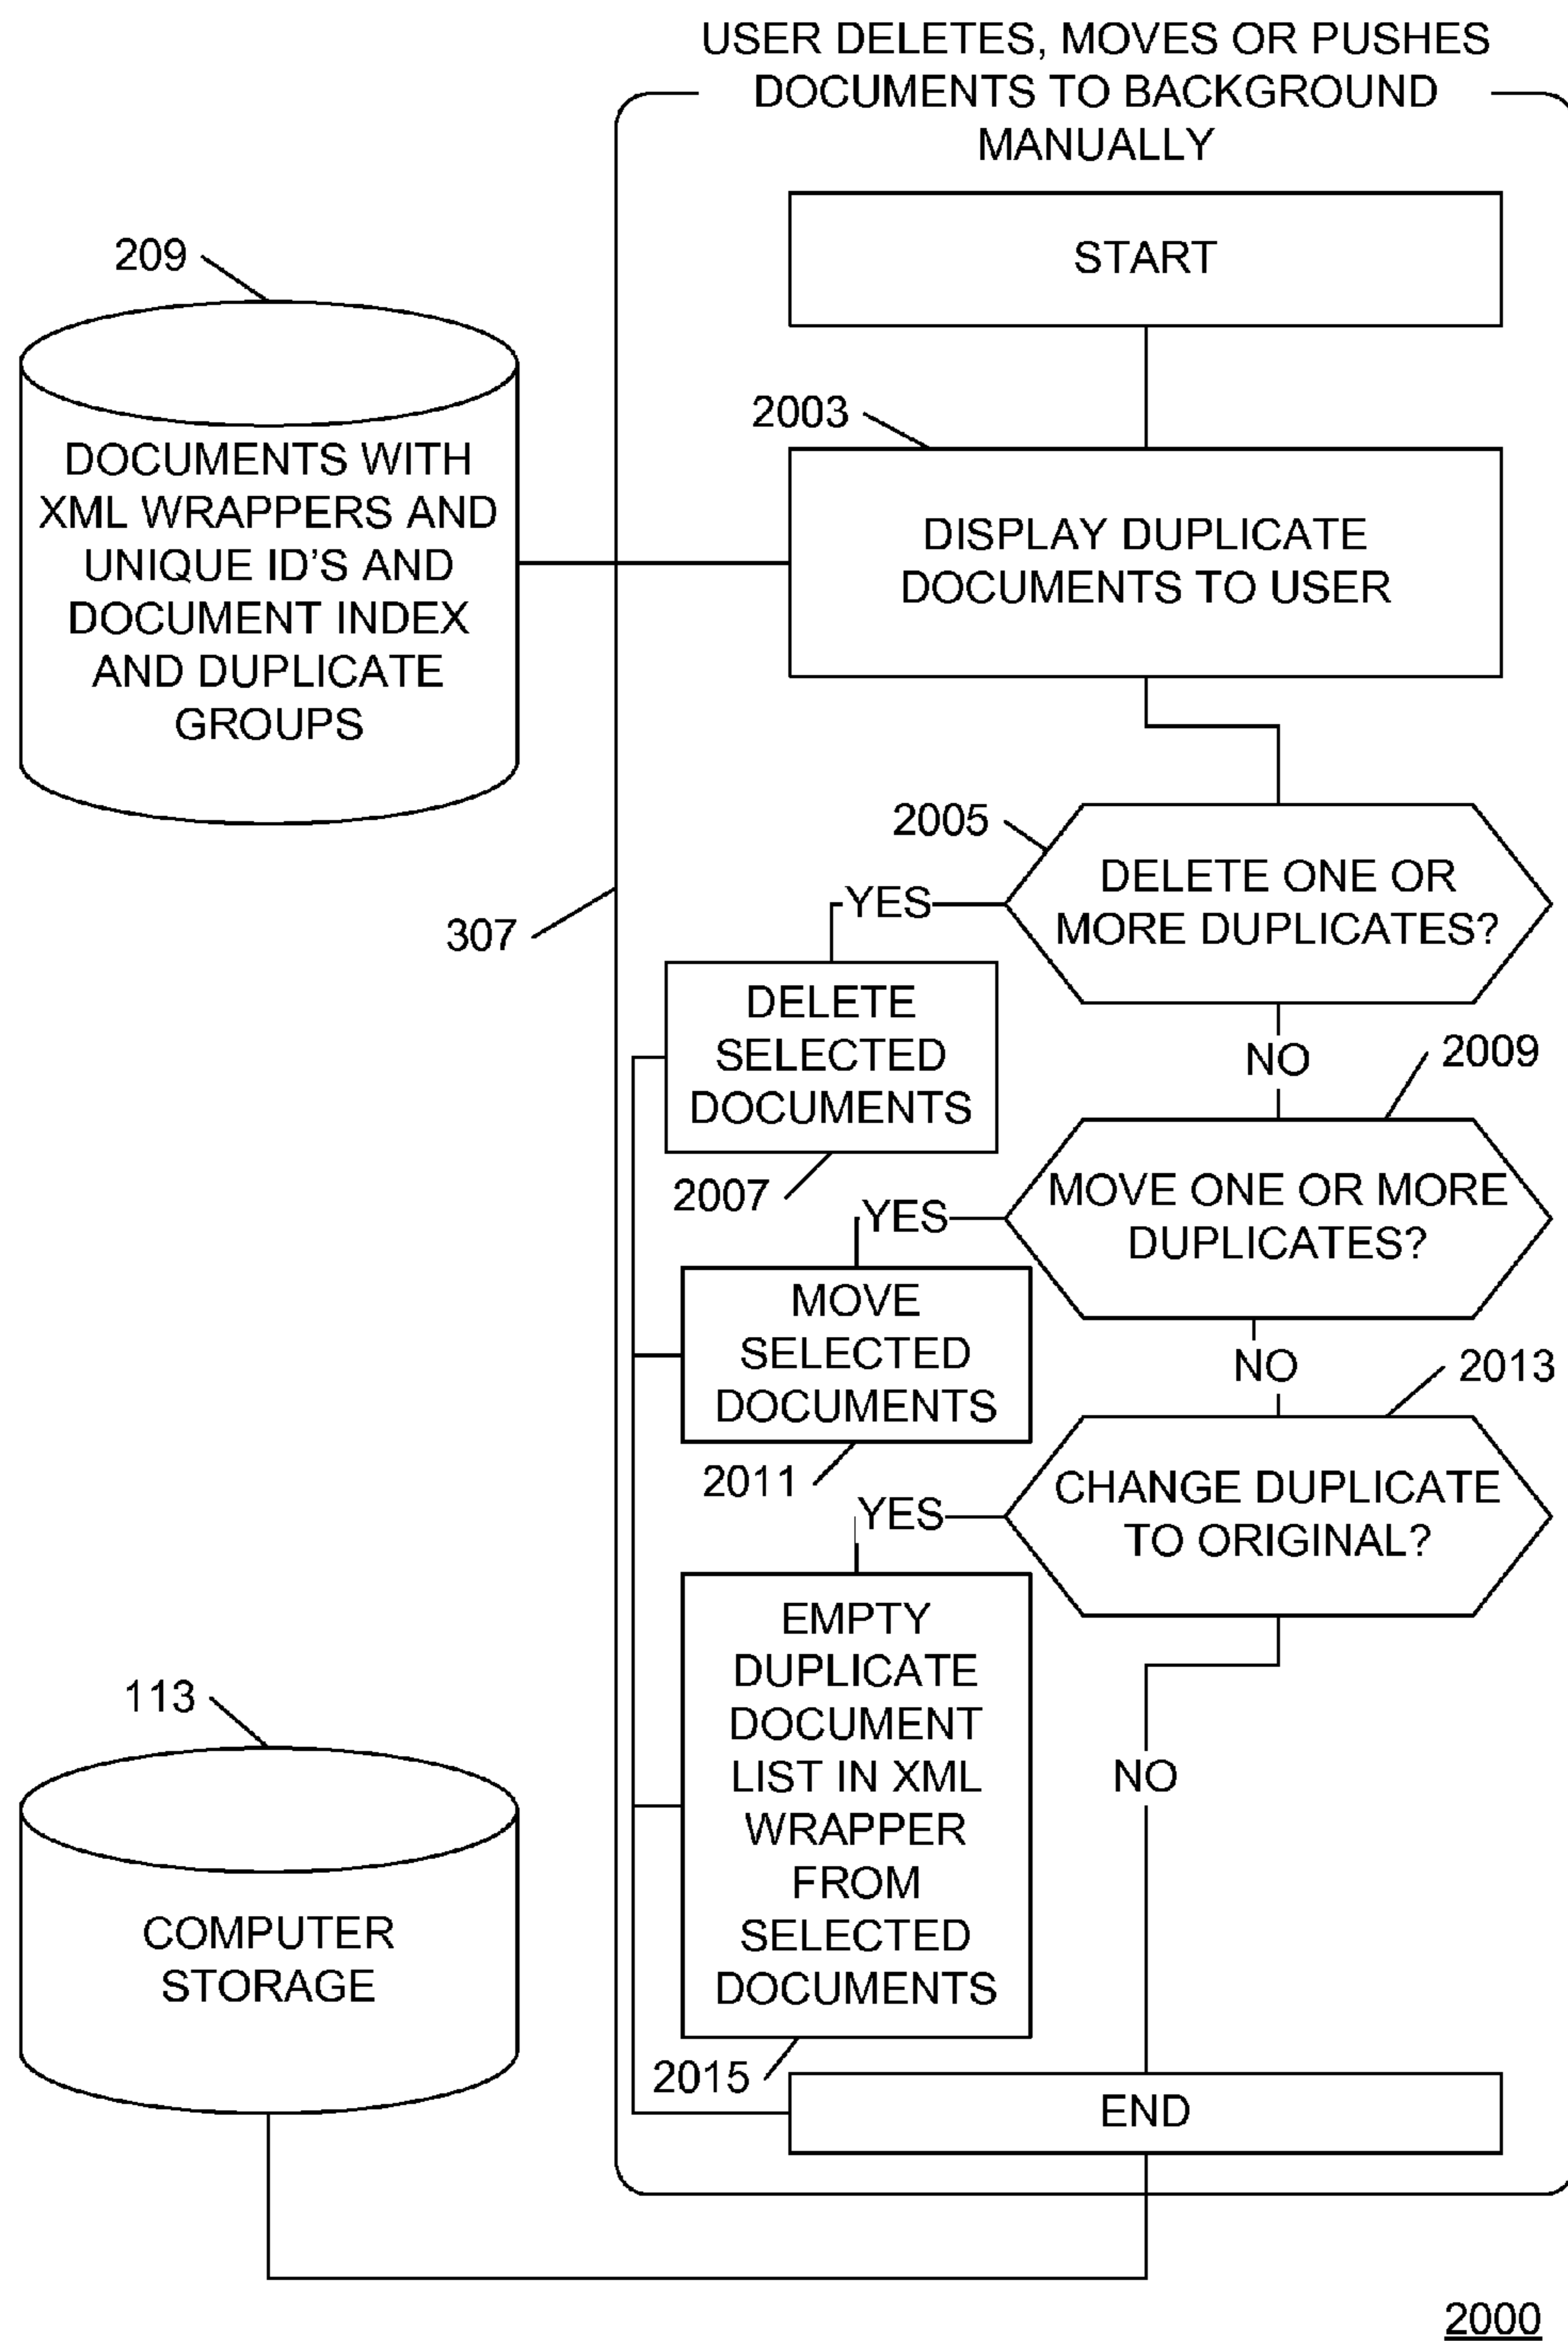 USER DELETES, MOVES OR PUSHES
DOCUMENTS TO BACKGROUND
MANUALLY
START
209
DOCUMENTS WITH
XML WRAPPERS AND
UNIQUE ID'S AND
DOCUMENT INDEX
AND DUPLICATE
GROUPS
2003
DISPLAY DUPLICATE
DOCUMENTS TO USER
2005
DELETE ONE OR
MORE DUPLICATES?
YES
307
DELETE
SELECTED
DOCUMENTS
2007
NO
2009
MOVE ONE OR MORE
DUPLICATES?
YES
MOVE
SELECTED
DOCUMENTS
2011
NO
2013
CHANGE DUPLICATE
TO ORIGINAL?
YES
EMPTY
DUPLICATE
DOCUMENT
LIST IN XML
WRAPPER
FROM
SELECTED
DOCUMENTS
2015
NO
113
COMPUTER
STORAGE
END
2000